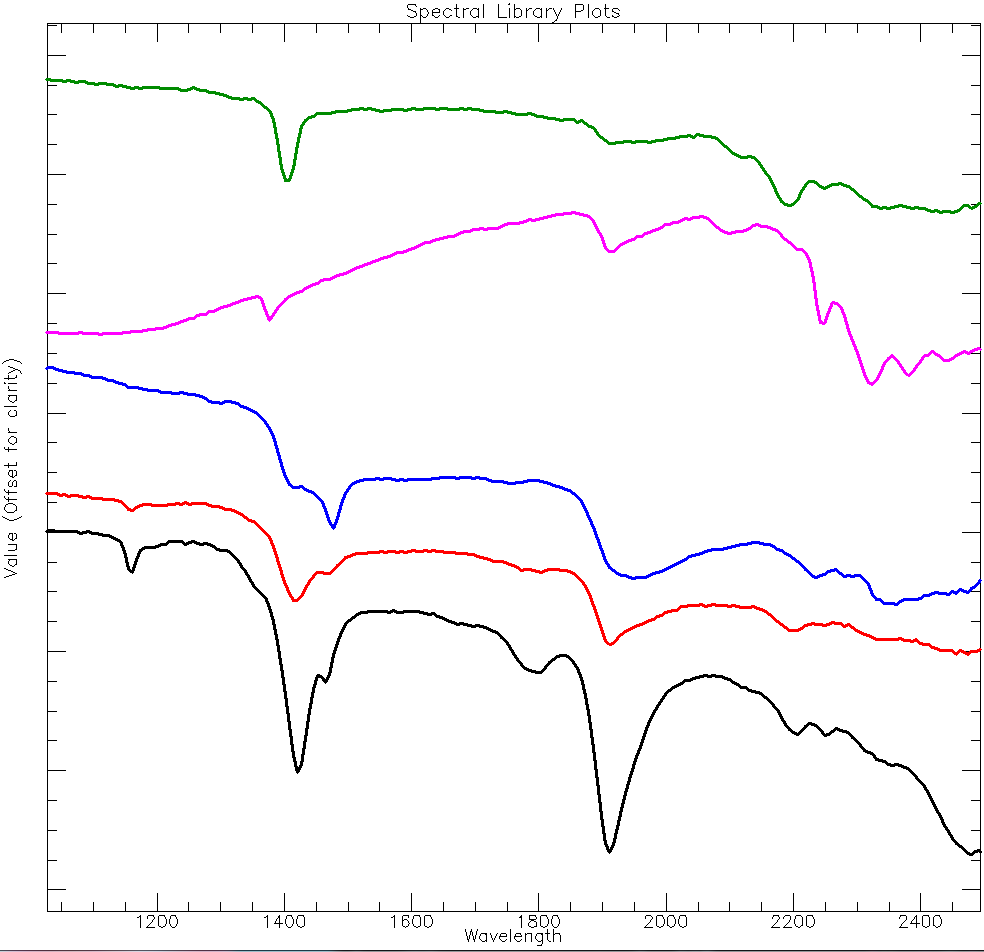 Spectral Library Plots
Value (Offset for clarity)
1200 1400 1600 1800 2000 2200 2400
Wavelength